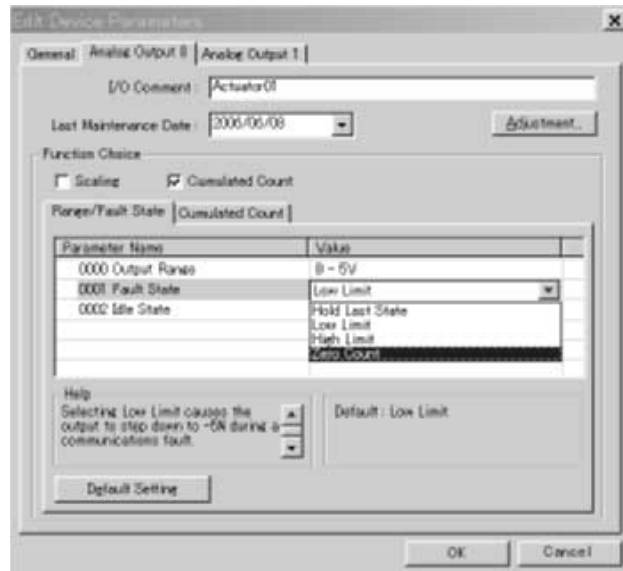 Edit Device Parameters
General
Analog Output 0
Analog Output 1
I/O Comment :
Actuator01
Last Maintenance Date :
2006/06/08
Adjustment..
Function Choice
Scaling
Cumulated Count
Range/Fault State
Cumulated Count
Parameter Name
Value
0000 Output Range
0 - 5V
0001 Fault State
Low Limit
0002 Idle State
Hold Last State
Low Limit
High Limit
Zero Count
Help
Selecting Low Limit causes the
output to step down to -5% during a
communications fault.
Default : Low Limit
Default Setting
OK
Cancel